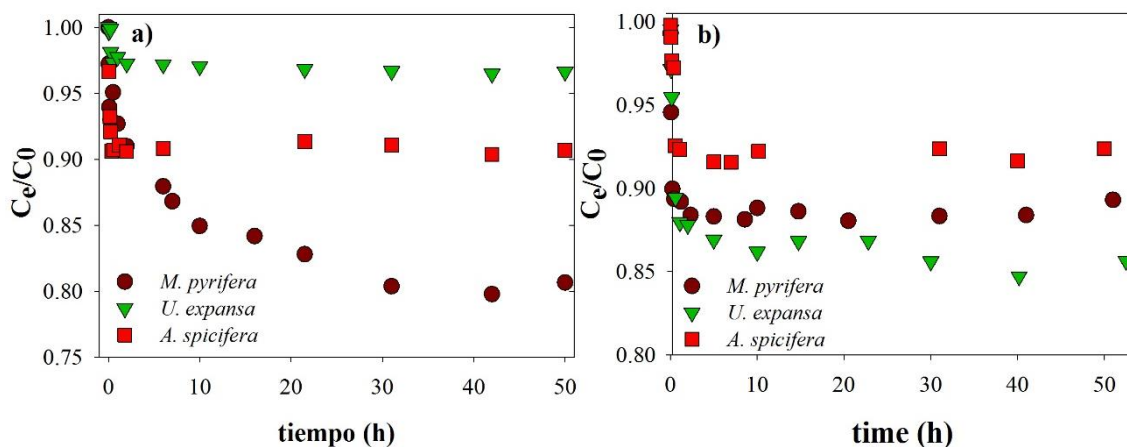 a)
1.00
0.95
0.90
0.85
0.80
0.75
Ce/C0
M. pyrifera
U. expansa
A. spicifera
0 10 20 30 40 50
tiempo (h)
b)
1.00
0.95
0.90
0.85
0.80
Ce/C0
M. pyrifera
U. expansa
A. spicifera
0 10 20 30 40 50
time (h)